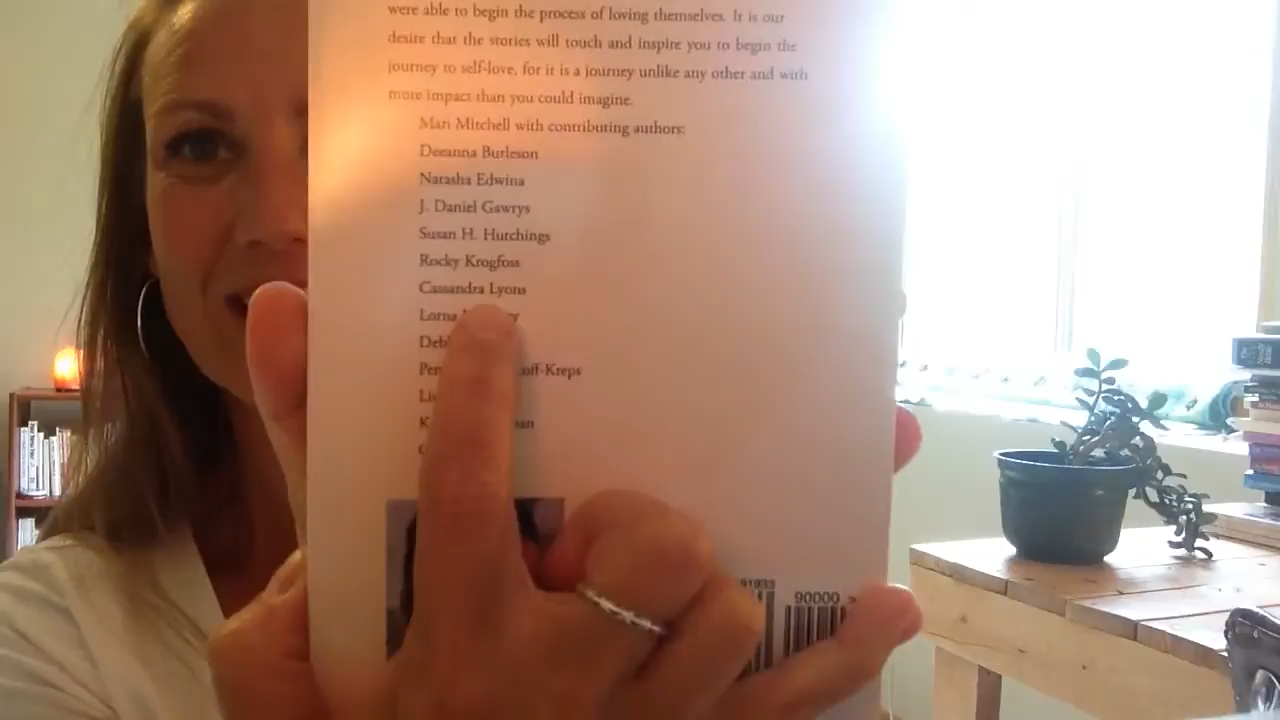 were able to begin the process of loving themselves. It is our
desire that the stories will touch and inspire you to begin the
journey to self-love, for it is a journey unlike any other and with
more impact than you could imagine.
Mari Mitchell with contributing authors:
Deeanna Burleson
Natasha Edwina
J. Daniel Gawrys
Susan H. Hutchings
Rocky Krogfoss
Cassandra Lyons
Lorna
off-Kreps
91933
90000 >